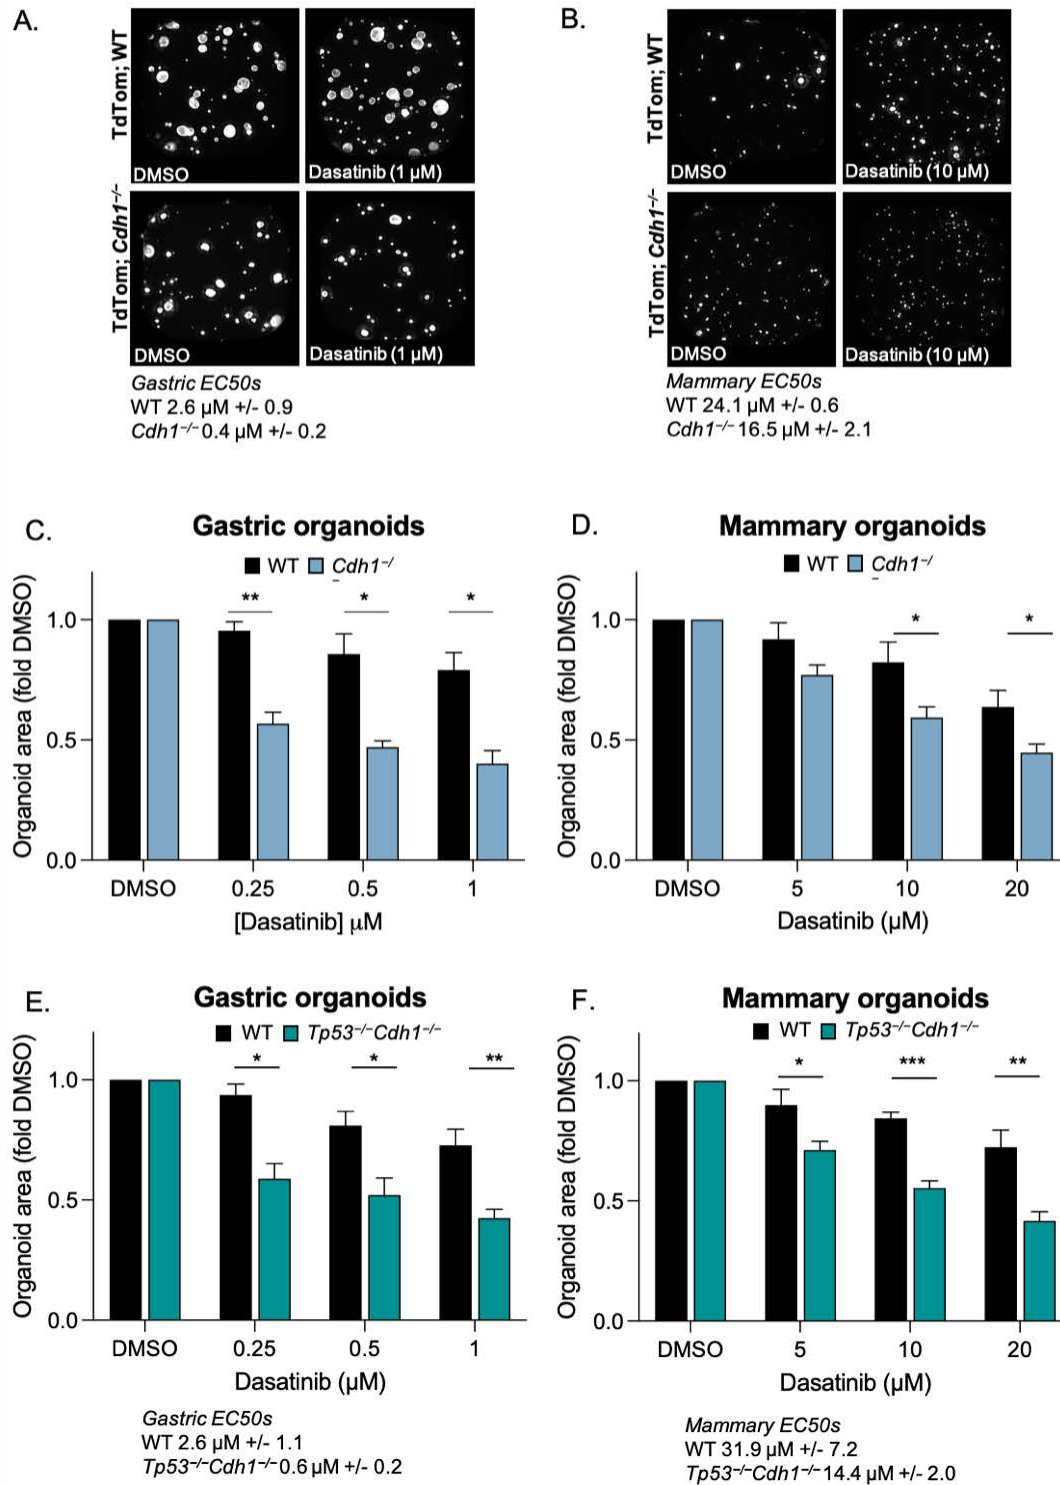 A.
TdTom; WT
DMSO
Dasatinib (1 µM)
TdTom; Cdh1−/−
DMSO
Dasatinib (1 µM)
Gastric EC50s
WT 2.6 µM +/- 0.9
Cdh1−/− 0.4 µM +/- 0.2
B.
TdTom; WT
DMSO
Dasatinib (10 µM)
TdTom; Cdh1−/−
DMSO
Dasatinib (10 µM)
Mammary EC50s
WT 24.1 µM +/- 0.6
Cdh1−/− 16.5 µM +/- 2.1
C.
Gastric organoids
WT Cdh1−/
−
** * *
Organoid area (fold DMSO)
1.0
0.5
0.0
DMSO 0.25 0.5 1
[Dasatinib] µM
D.
Mammary organoids
WT Cdh1−/
−
* *
Organoid area (fold DMSO)
1.0
0.5
0.0
DMSO 5 10 20
Dasatinib (µM)
E.
Gastric organoids
WT Tp53−/−Cdh1−/−
* * **
Organoid area (fold DMSO)
1.0
0.5
0.0
DMSO 0.25 0.5 1
Dasatinib (µM)
Gastric EC50s
WT 2.6 µM +/- 1.1
Tp53−/−Cdh1−/− 0.6 µM +/- 0.2
F.
Mammary organoids
WT Tp53−/−Cdh1−/−
* *** **
Organoid area (fold DMSO)
1.0
0.5
0.0
DMSO 5 10 20
Dasatinib (µM)
Mammary EC50s
WT 31.9 µM +/- 7.2
Tp53−/−Cdh1−/− 14.4 µM +/- 2.0